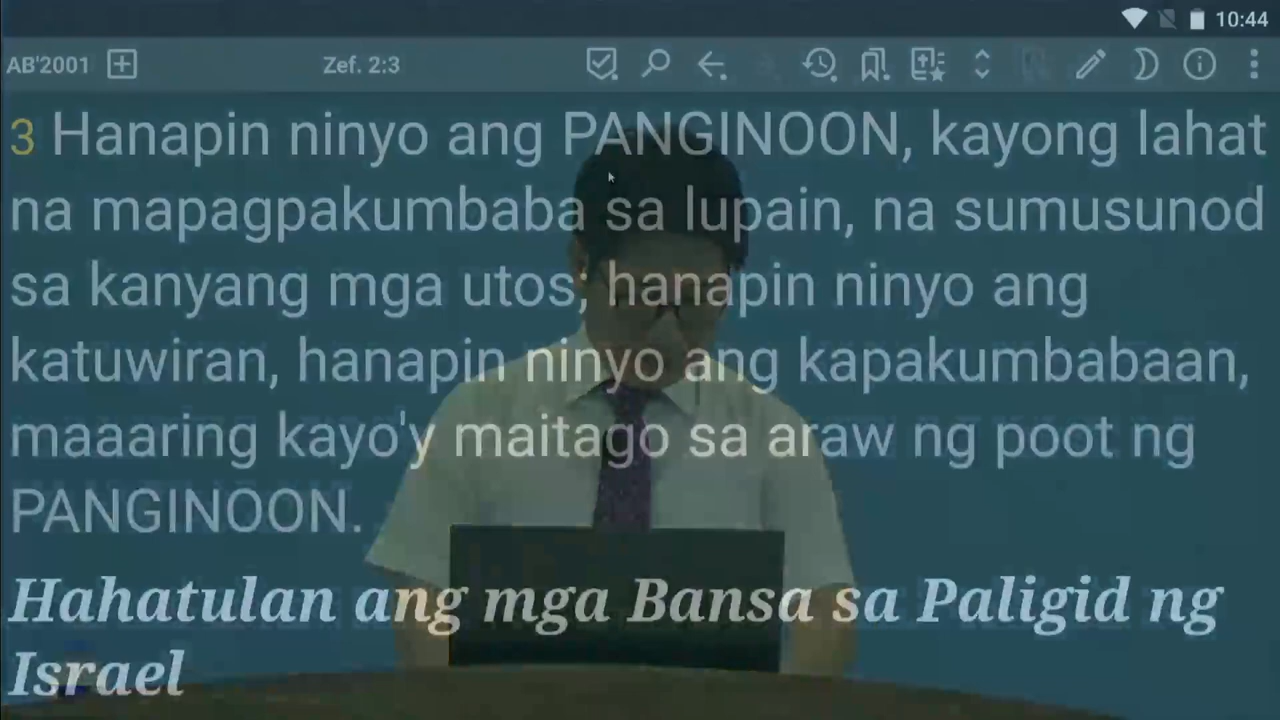 10:44
AB'2001 Zef. 2:3
3 Hanapin ninyo ang PANGINOON, kayong lahat
na mapagpakumbaba sa lupain, na sumusunod
sa kanyang mga utos; hanapin ninyo ang
katuwiran, hanapin ninyo ang kapakumbabaan,
maaaring kayo'y maitago sa araw ng poot ng
PANGINOON.
Hahatulan ang mga Bansa sa Paligid ng
Israel